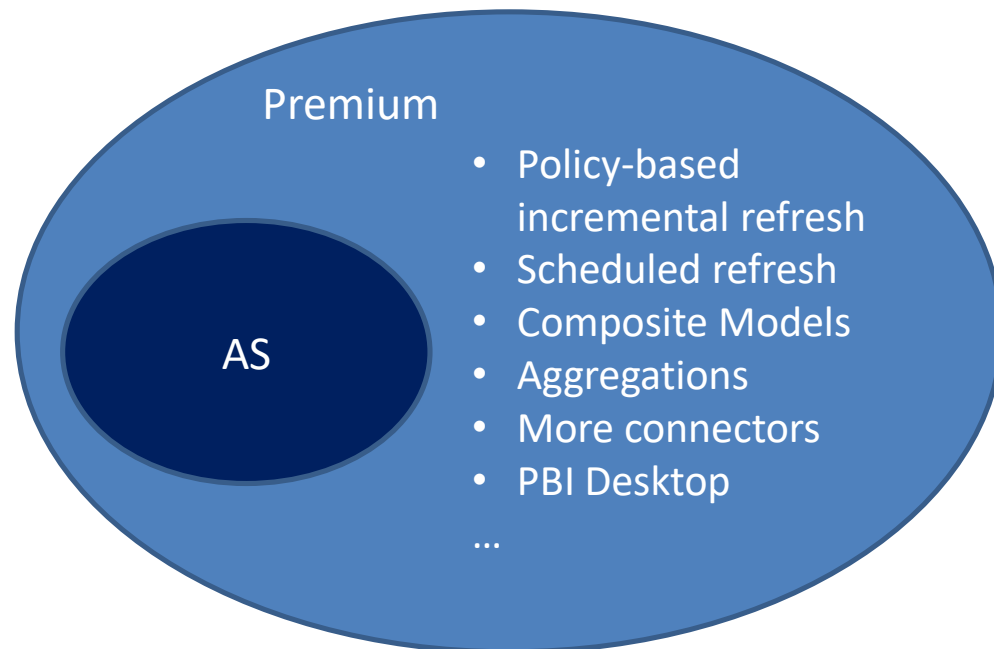 Premium
• Policy-based
incremental refresh
• Scheduled refresh
• Composite Models
• Aggregations
• More connectors
• PBI Desktop
…
AS